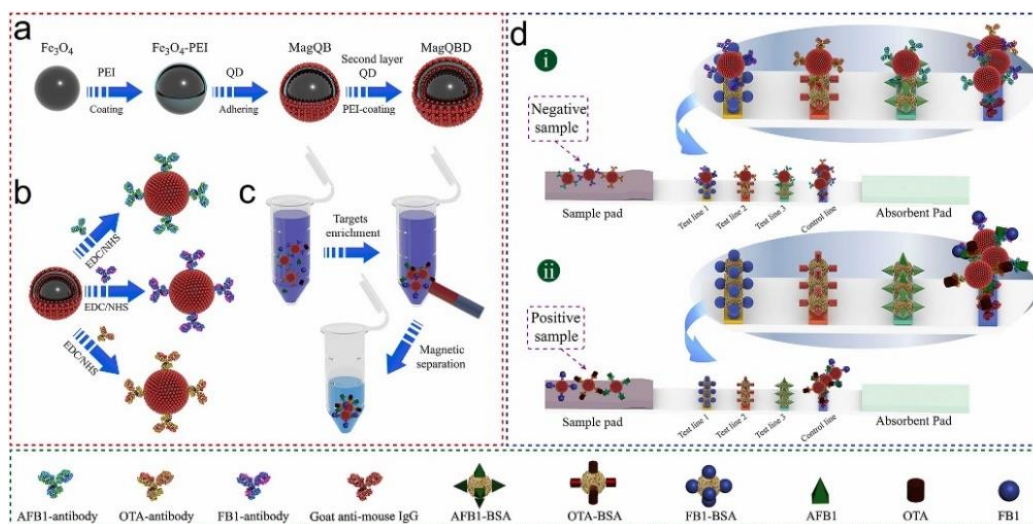 a
Fe3O4
Fe3O4-PEI
MagQB
MagQBD
PEI
Coating
QD
Adhering
Second layer
QD
PEI-coating
b
EDC/NHS
EDC/NHS
EDC/NHS
c
Targets
enrichment
Magnetic
separation
d
i
Negative
sample
Sample pad
Test line 1
Test line 2
Test line 3
Control line
Absorbent Pad
ii
Positive
sample
Sample pad
Test line 1
Test line 2
Test line 3
Control line
Absorbent Pad
AFB1-antibody
OTA-antibody
FB1-antibody
Goat anti-mouse IgG
AFB1-BSA
OTA-BSA
FB1-BSA
AFB1
OTA
FB1